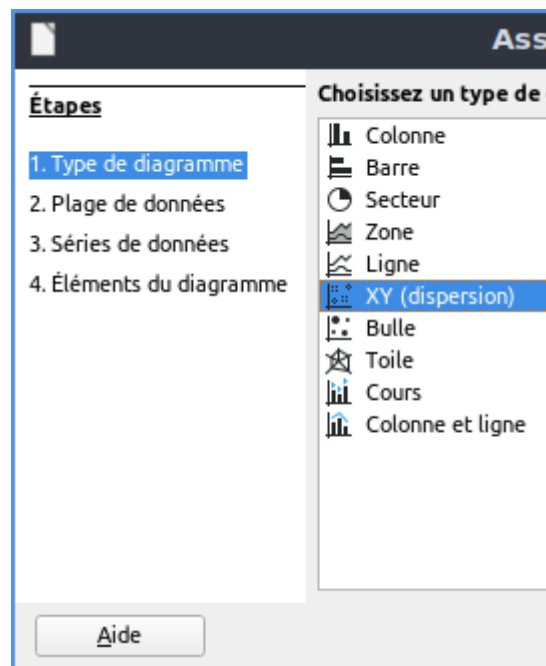 Ass
Étapes
1. Type de diagramme
2. Plage de données
3. Séries de données
4. Éléments du diagramme
Choisissez un type de
Colonne
Barre
Secteur
Zone
Ligne
XY (dispersion)
Bulle
Toile
Cours
Colonne et ligne
Aide